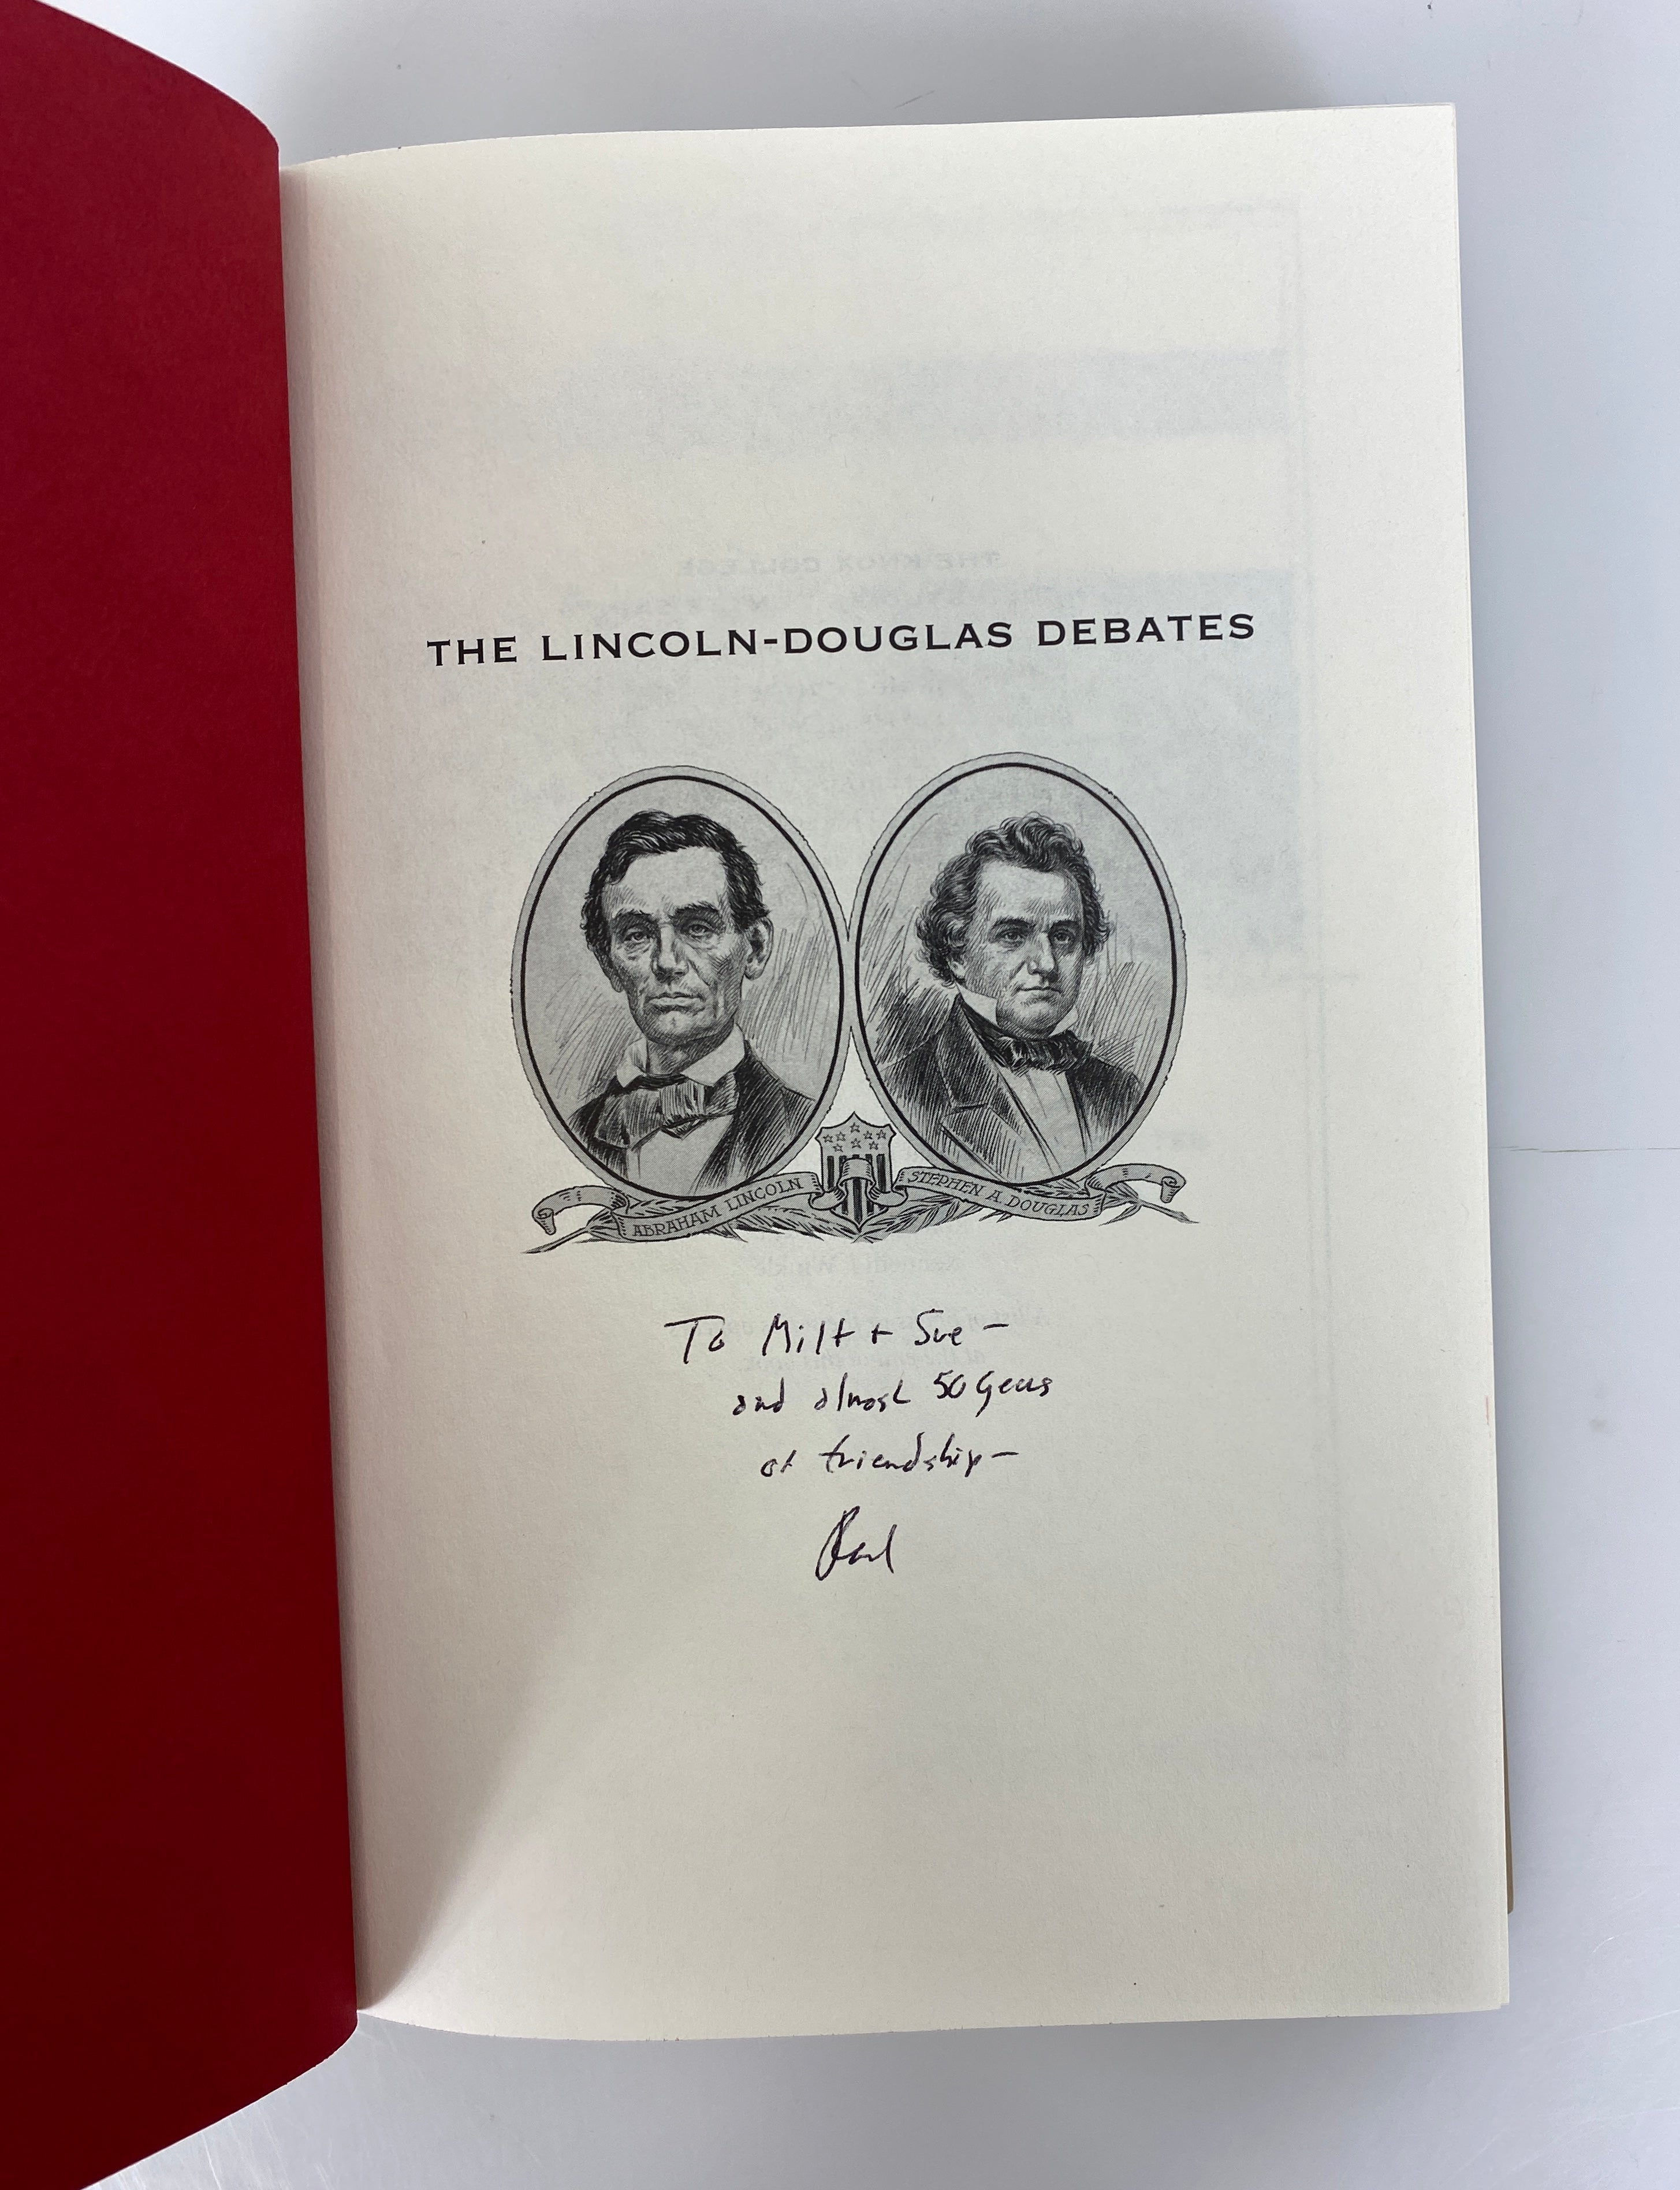 THE LINCOLN-DOUGLAS DEBATES
ABRAHAM LINCOLN
STEPHEN A. DOUGLAS
To Milt + Sue —
and almost 50 years
of friendship —